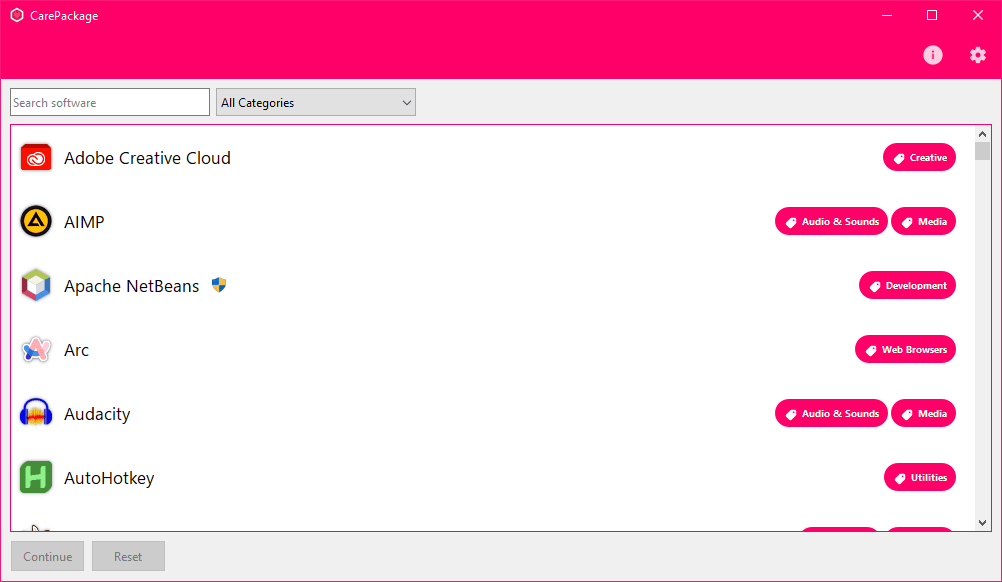 CarePackage
Search software
All Categories
Adobe Creative Cloud
Creative
AIMP
Audio & Sounds
Media
Apache NetBeans
Development
Arc
Web Browsers
Audacity
Audio & Sounds
Media
AutoHotkey
Utilities
Continue
Reset